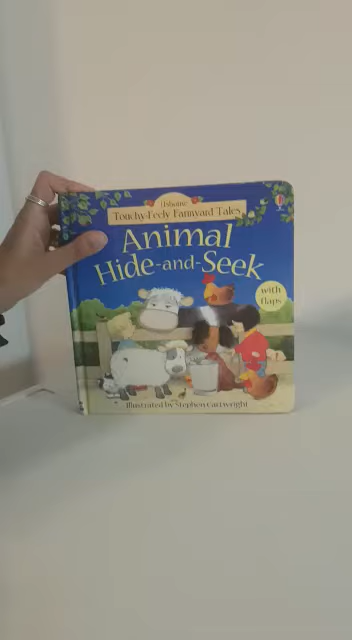 Usborne
Touchy-Feely Farmyard Tales
Animal
Hide-and-Seek
with
flaps
Illustrated by Stephen Cartwright